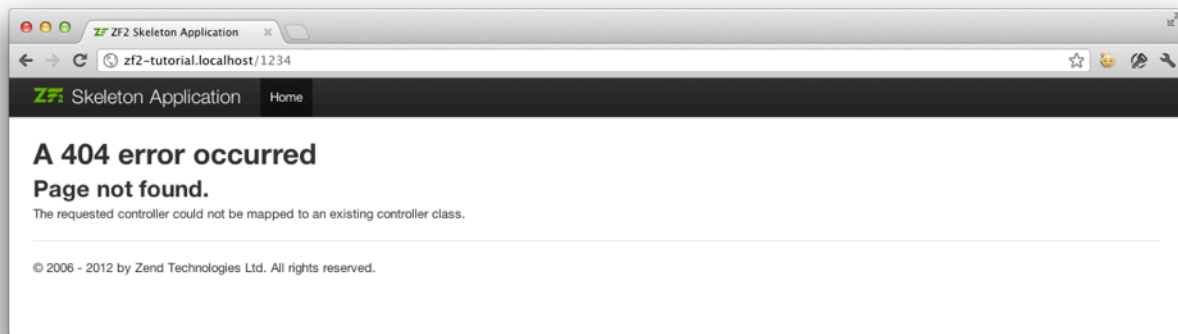 ZF2 Skeleton Application
zf2-tutorial.localhost/1234
ZF2 Skeleton Application Home
A 404 error occurred
Page not found.
The requested controller could not be mapped to an existing controller class.
© 2006 - 2012 by Zend Technologies Ltd. All rights reserved.